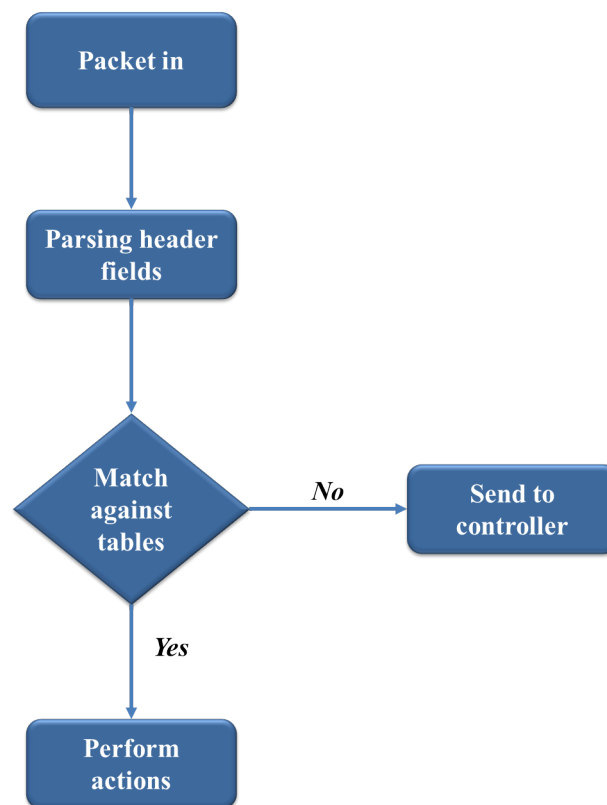 Packet in
Parsing header
fields
Match
against
tables
No
Send to
controller
Yes
Perform
actions